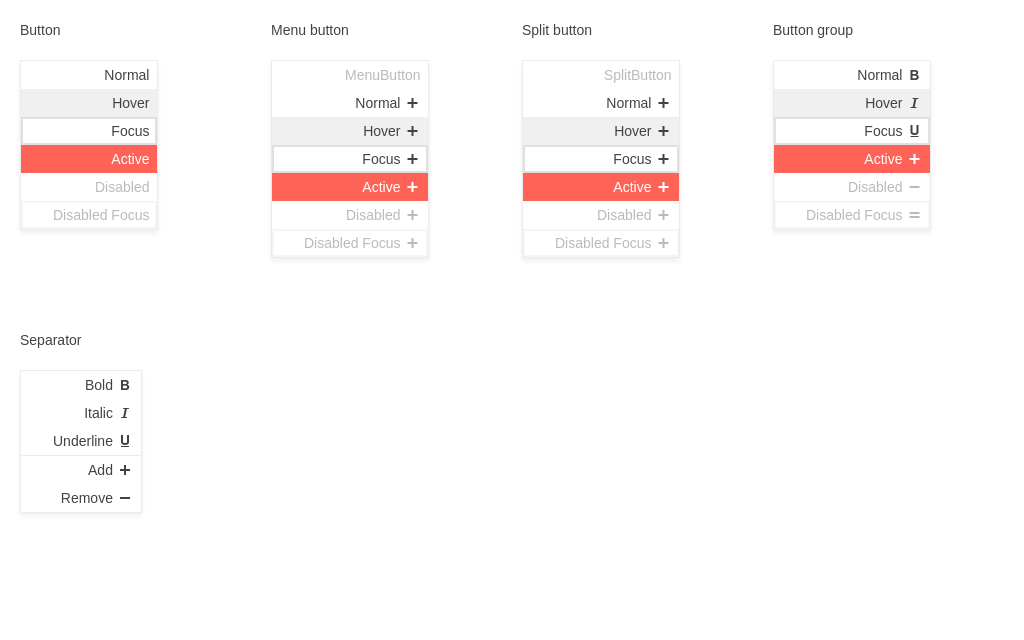 Button
Normal
Hover
Focus
Active
Disabled
Disabled Focus
Menu button
MenuButton
Normal
Hover
Focus
Active
Disabled
Disabled Focus
Split button
SplitButton
Normal
Hover
Focus
Active
Disabled
Disabled Focus
Button group
Normal B
Hover I
Focus U
Active
Disabled
Disabled Focus
Separator
Bold B
Italic I
Underline U
Add
Remove